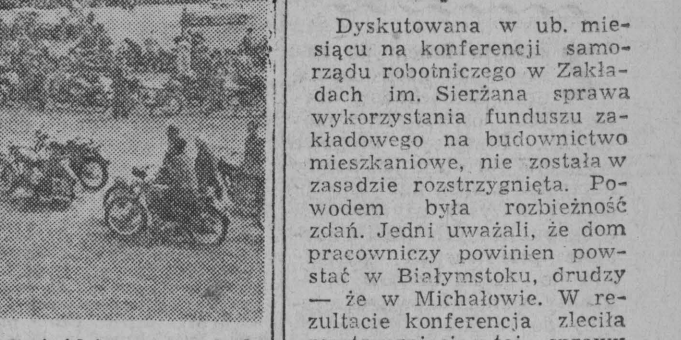 Dyskutowana w ub. mie-
siącu na konferencji samo-
rządu robotniczego w Zakła-
dach im. Sierżana sprawa
wykorzystania funduszu za-
kładowego na budownictwo
mieszkaniowe, nie została w
zasadzie rozstrzygnięta. Po-
wodem była rozbieżność
zdań. Jedni uważali, że dom
pracowniczy powinien pow-
stać w Białymstoku, drudzy
— że w Michałowie. W re-
zultacie konferencja zleciła